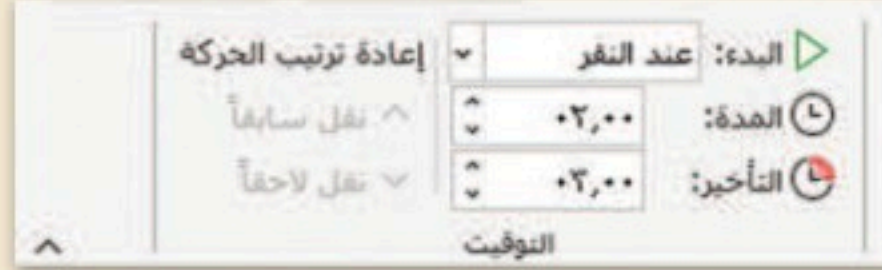 البدء: عند النقر
المدة: ٠٢,٠٠
التأخير: ٠٣,٠٠
إعادة ترتيب الحركة
نقل سابقاً
نقل لاحقاً
التوقيت